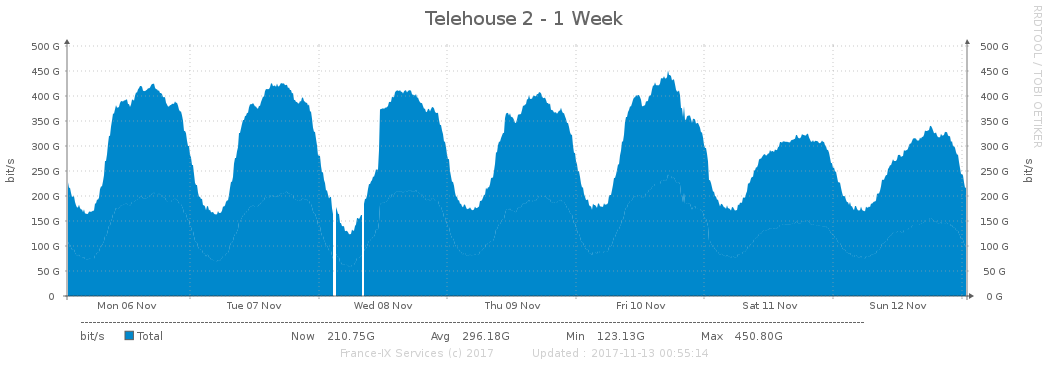 Telehouse 2 - 1 Week
RRDTOOL / TOBI OETIKER
bit/s
500 G
450 G
400 G
350 G
300 G
250 G
200 G
150 G
100 G
50 G
0
500 G
450 G
400 G
350 G
300 G
250 G
200 G
150 G
100 G
50 G
0 G
bit/s
Mon 06 Nov Tue 07 Nov Wed 08 Nov Thu 09 Nov Fri 10 Nov Sat 11 Nov Sun 12 Nov
bit/s Total Now 210.75G Avg 296.18G Min 123.13G Max 450.80G
France-IX Services (c) 2017 Updated : 2017-11-13 00:55:14